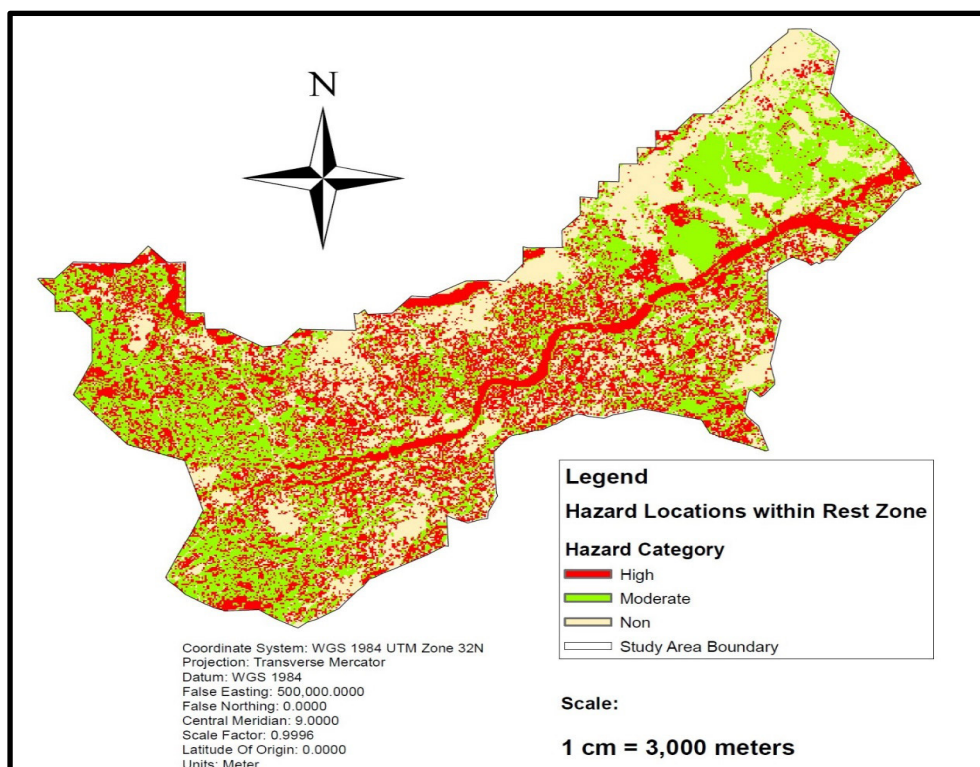 N
Legend
Hazard Locations within Rest Zone
Hazard Category
High
Moderate
Non
Study Area Boundary
Coordinate System: WGS 1984 UTM Zone 32N
Projection: Transverse Mercator
Datum: WGS 1984
False Easting: 500,000.0000
False Northing: 0.0000
Central Meridian: 9.0000
Scale Factor: 0.9996
Latitude Of Origin: 0.0000
Units: Meter
Scale:
1 cm = 3,000 meters